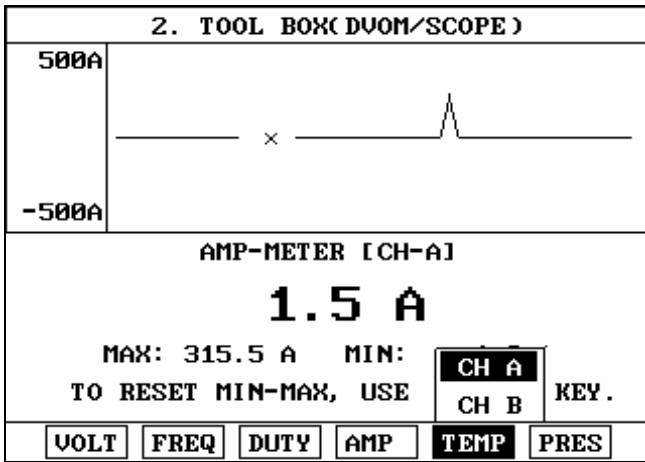 2. TOOL BOX(DVOM/SCOPE)
500A
×
-500A
AMP-METER [CH-A]
1.5 A
MAX: 315.5 A MIN:
CH A
TO RESET MIN-MAX, USE KEY.
CH B
VOLT FREQ DUTY AMP TEMP PRES